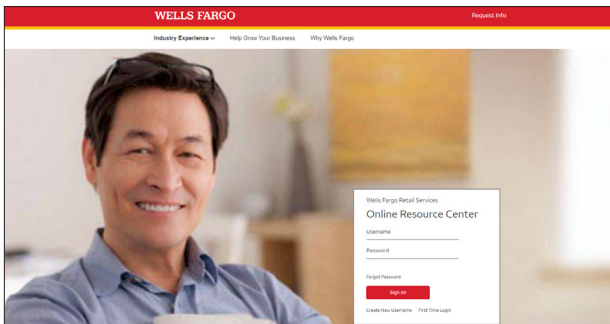 WELLS FARGO
Request Info
Industry Experience Help Grow Your Business Why Wells Fargo
Wells Fargo Retail Services
Online Resource Center
Username
Password
Forgot Password
Sign on
Create New Username First Time Login